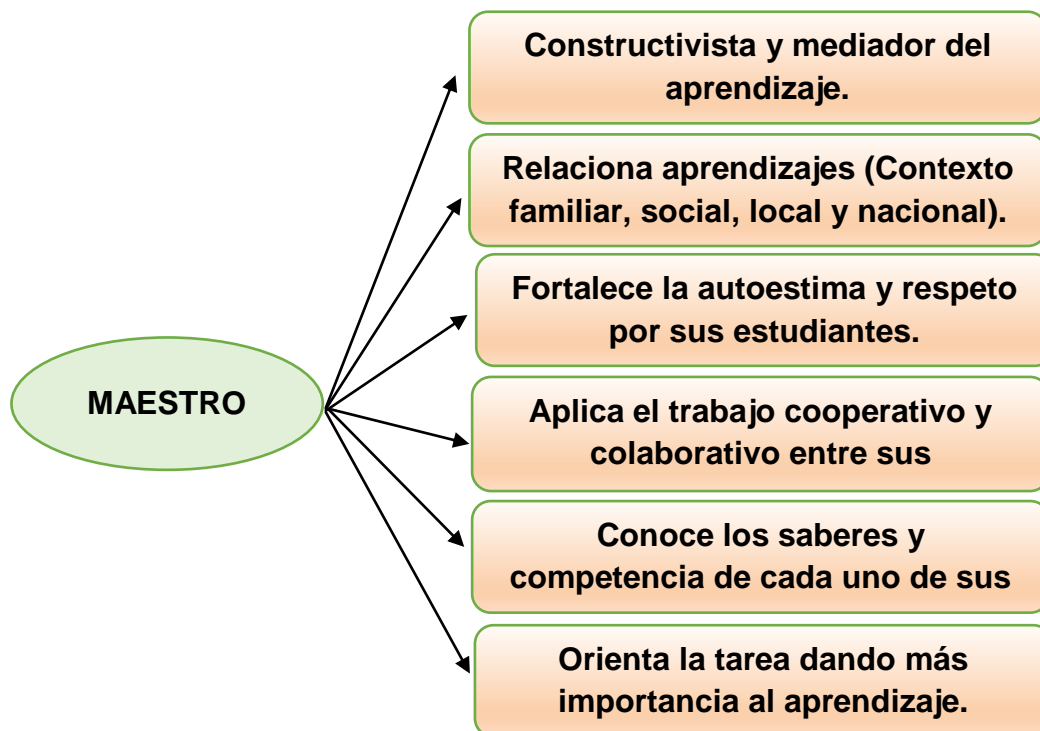 Constructivista y mediador del
aprendizaje.
Relaciona aprendizajes (Contexto
familiar, social, local y nacional).
Fortalece la autoestima y respeto
por sus estudiantes.
MAESTRO
Aplica el trabajo cooperativo y
colaborativo entre sus
Conoce los saberes y
competencia de cada uno de sus
Orienta la tarea dando más
importancia al aprendizaje.